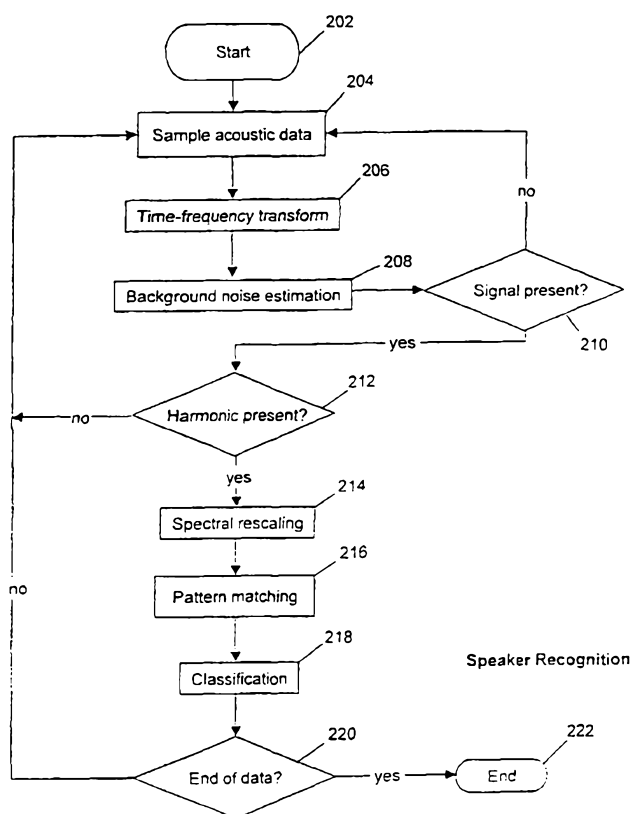 202
Start
204
Sample acoustic data
206
no
Time-frequency transform
208
Background noise estimation
Signal present?
210
yes
212
no
Harmonic present?
yes
214
Spectral rescaling
216
no
Pattern matching
218
Speaker Recognition
Classification
220
222
End of data?
yes
End